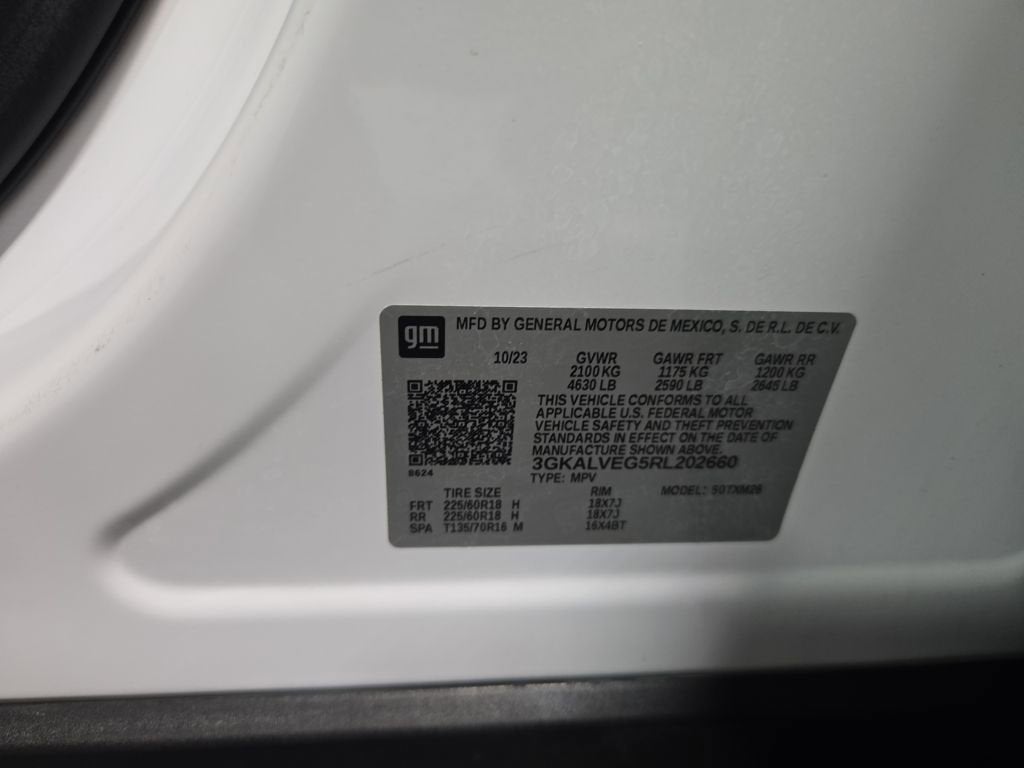 gm
MFD BY GENERAL MOTORS DE MEXICO, S. DE R.L. DE C.V.
10/23 GVWR GAWR FRT GAWR RR
2100 KG 1175 KG 1200 KG
4630 LB 2590 LB 2645 LB
THIS VEHICLE CONFORMS TO ALL
APPLICABLE U.S. FEDERAL MOTOR
VEHICLE SAFETY AND THEFT PREVENTION
STANDARDS IN EFFECT ON THE DATE OF
MANUFACTURE SHOWN ABOVE.
3GKALVEG5RL202660
8624
TYPE: MPV
TIRE SIZE RIM MODEL:
FRT 225/60R18 H 18X7J
RR 225/60R18 H 18X7J
SPA T135/70R16 M 16X4BT